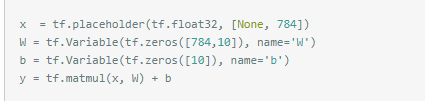 x  = tf.placeholder(tf.float32, [None, 784])
W = tf.Variable(tf.zeros([784,10]), name='W')
b = tf.Variable(tf.zeros([10]), name='b')
y = tf.matmul(x, W) + b